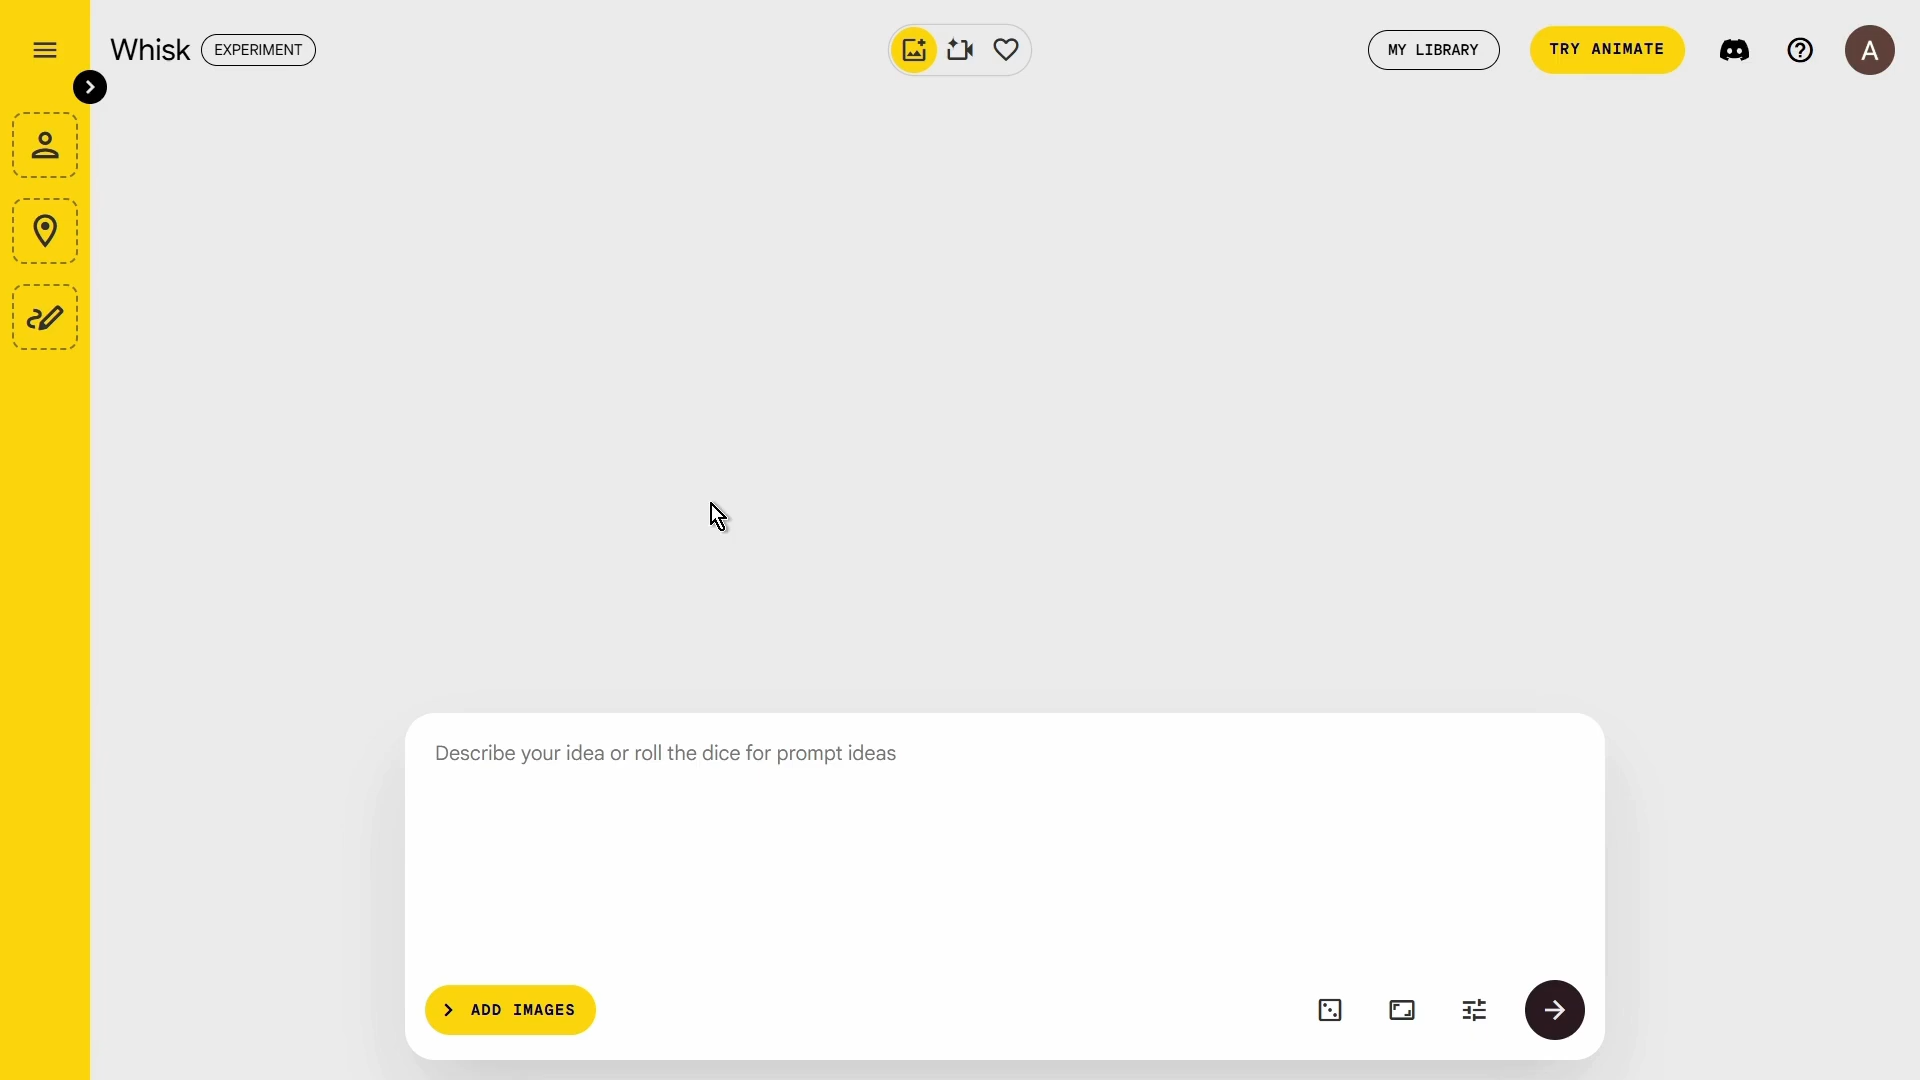 Whisk
EXPERIMENT
MY LIBRARY
TRY ANIMATE
A
Describe your idea or roll the dice for prompt ideas
ADD IMAGES